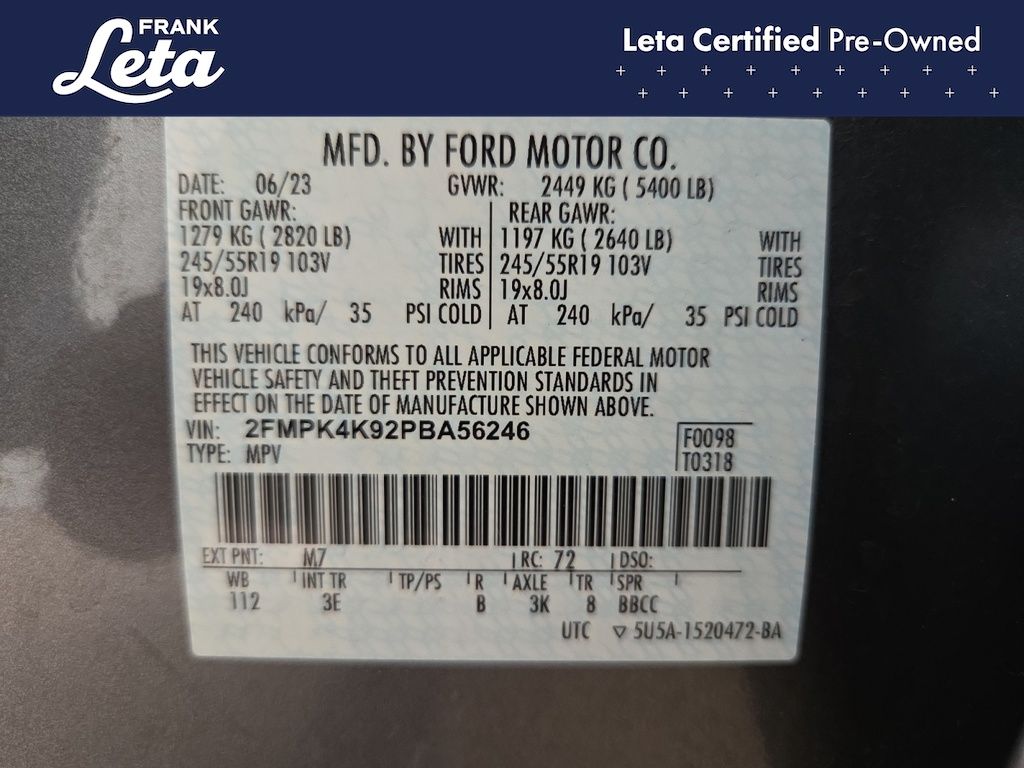 FRANK
Leta
Leta Certified Pre-Owned
MFD. BY FORD MOTOR CO.
DATE: 06/23 GVWR: 2449 KG ( 5400 LB)
FRONT GAWR: REAR GAWR:
1279 KG ( 2820 LB) WITH 1197 KG ( 2640 LB) WITH
245/55R19 103V TIRES 245/55R19 103V TIRES
19x8.0J RIMS 19x8.0J RIMS
AT 240 kPa/ 35 PSI COLD AT 240 kPa/ 35 PSI COLD
THIS VEHICLE CONFORMS TO ALL APPLICABLE FEDERAL MOTOR
VEHICLE SAFETY AND THEFT PREVENTION STANDARDS IN
EFFECT ON THE DATE OF MANUFACTURE SHOWN ABOVE.
VIN: 2FMPK4K92PBA56246 F0098
TYPE: MPV T0318
EXT PNT: M7 RC: 72 DSO:
WB INT TR TP/PS R AXLE TR SPR
112 3E B 3K 8 BBCC
UTC ▽ 5U5A-1520472-BA